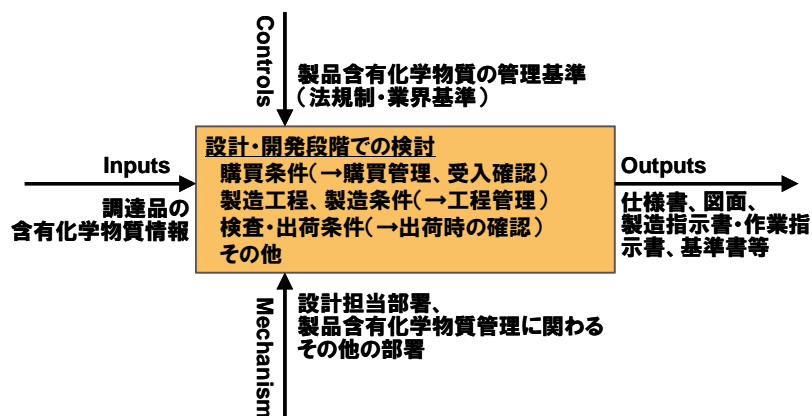 Controls
製品含有化学物質の管理基準
（法規制・業界基準）
設計・開発段階での検討
購買条件（→購買管理、受入確認）
製造工程、製造条件（→工程管理）
検査・出荷条件（→出荷時の確認）
その他
Inputs
調達品の
含有化学物質情報
Outputs
仕様書、図面、
製造指示書・作業指
示書、基準書等
Mechanism
設計担当部署、
製品含有化学物質管理に関わる
その他の部署